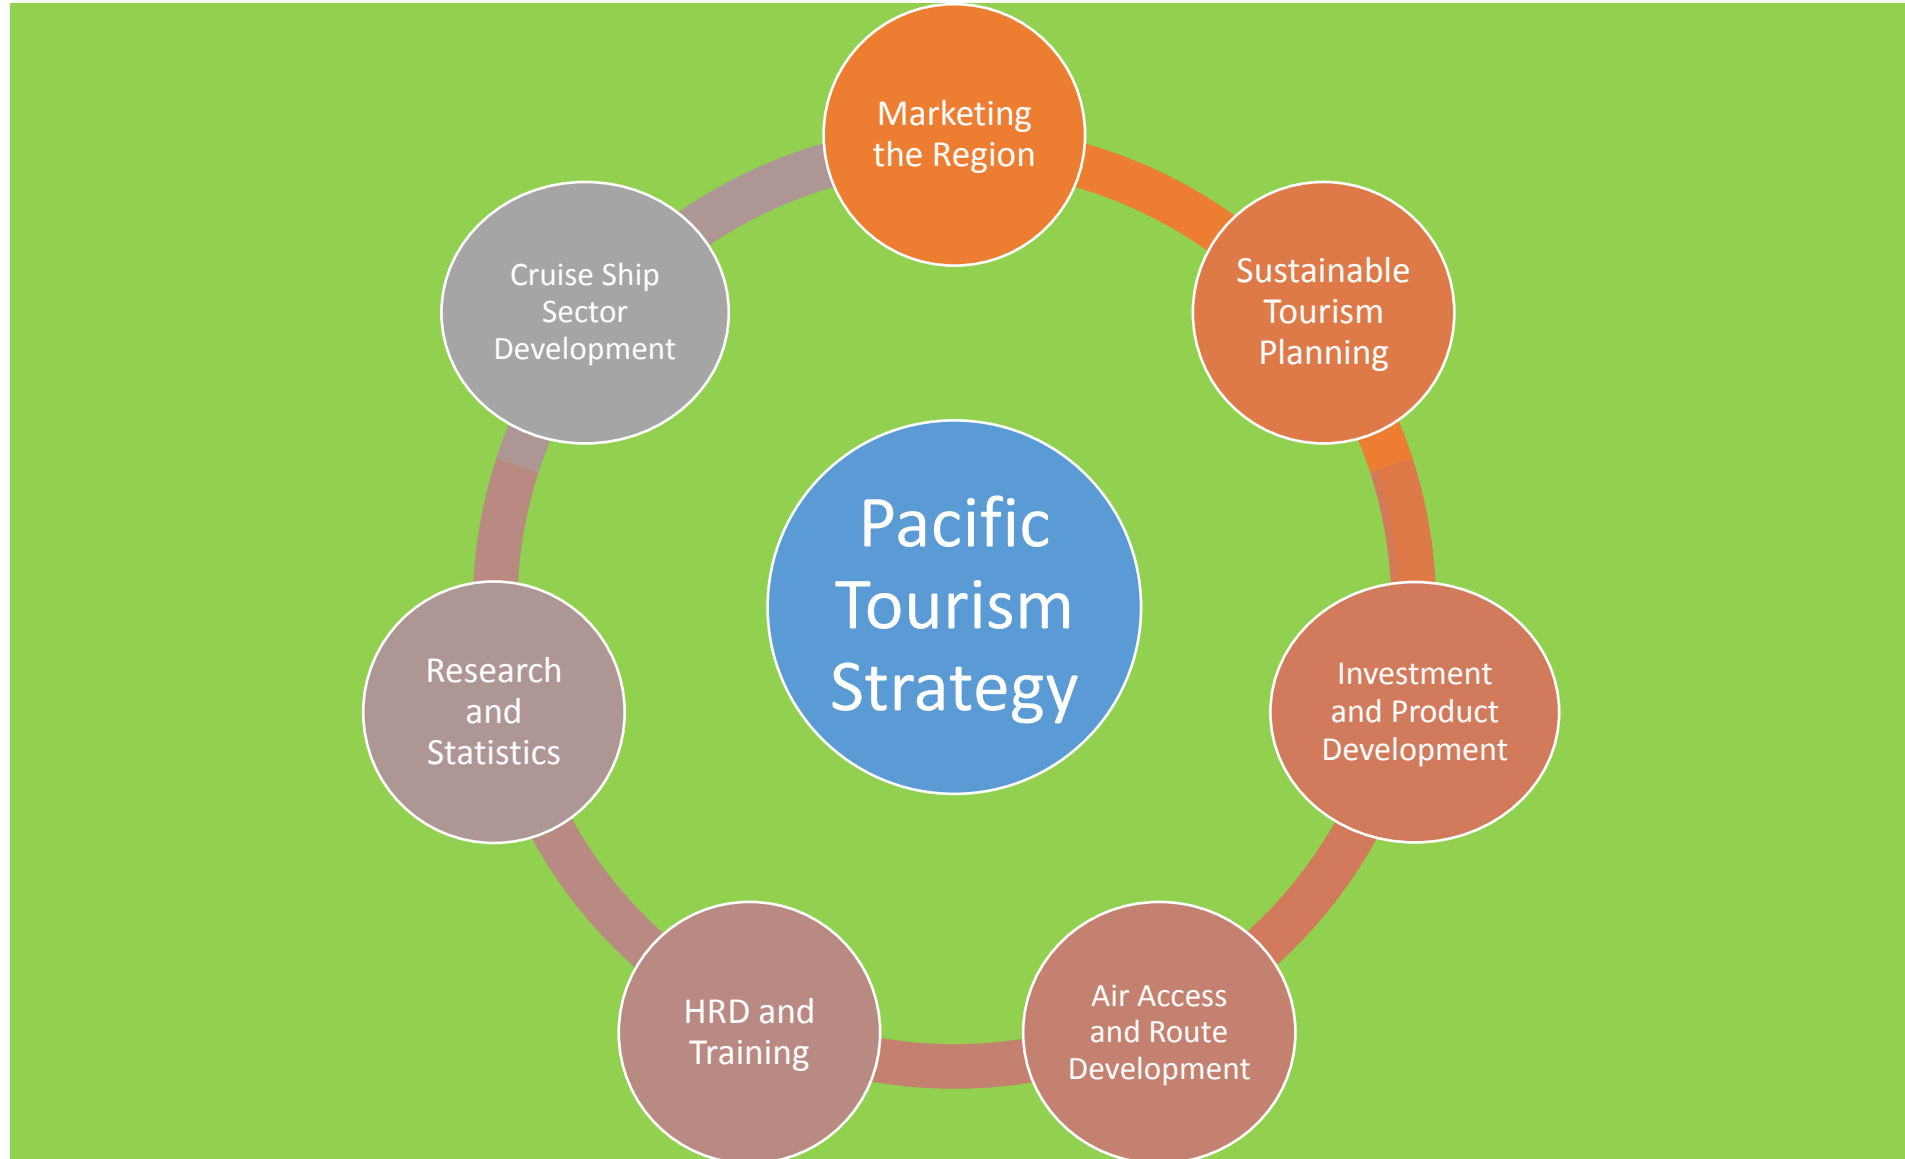 Marketing
the Region
Sustainable
Tourism
Planning
Investment
and Product
Development
Air Access
and Route
Development
HRD and
Training
Research
and
Statistics
Cruise Ship
Sector
Development
Pacific
Tourism
Strategy